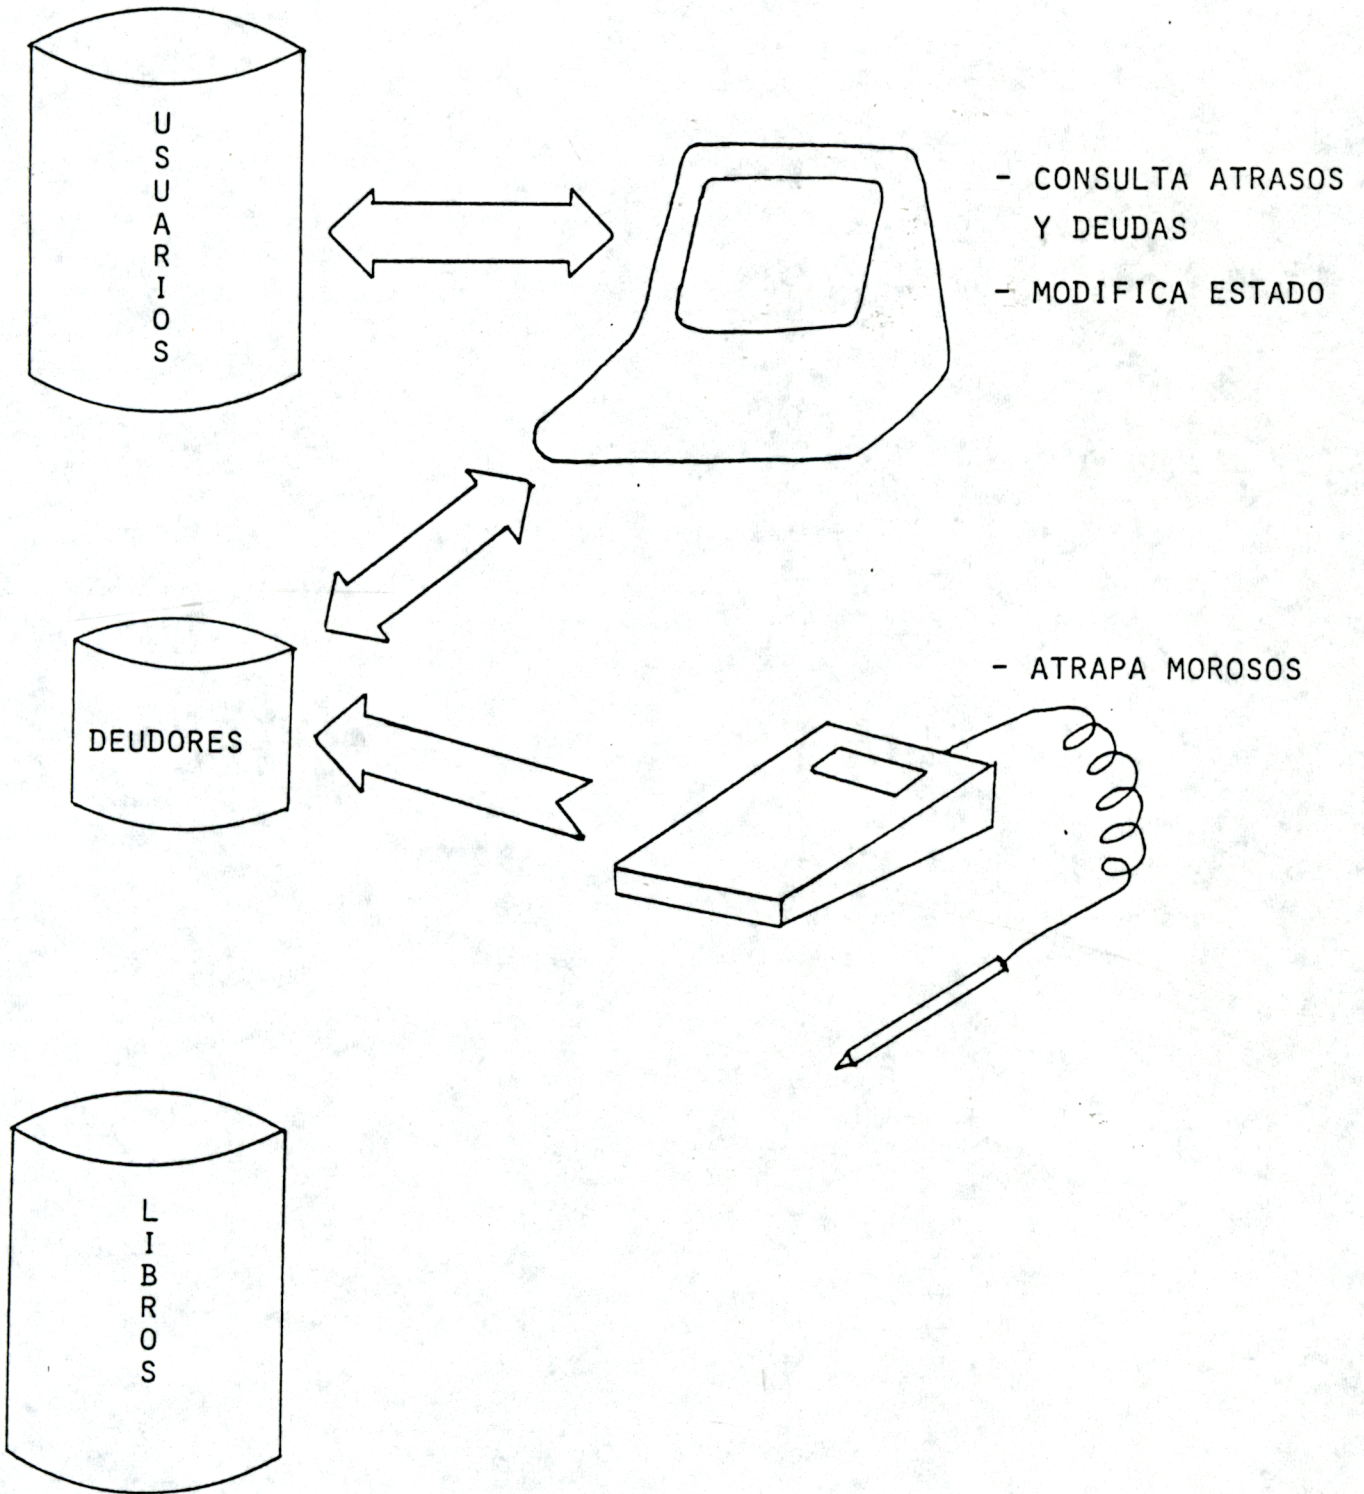 USUARIOS
- CONSULTA ATRASOS
Y DEUDAS
- MODIFICA ESTADO
DEUDORES
- ATRAPA MOROSOS
LIBROS